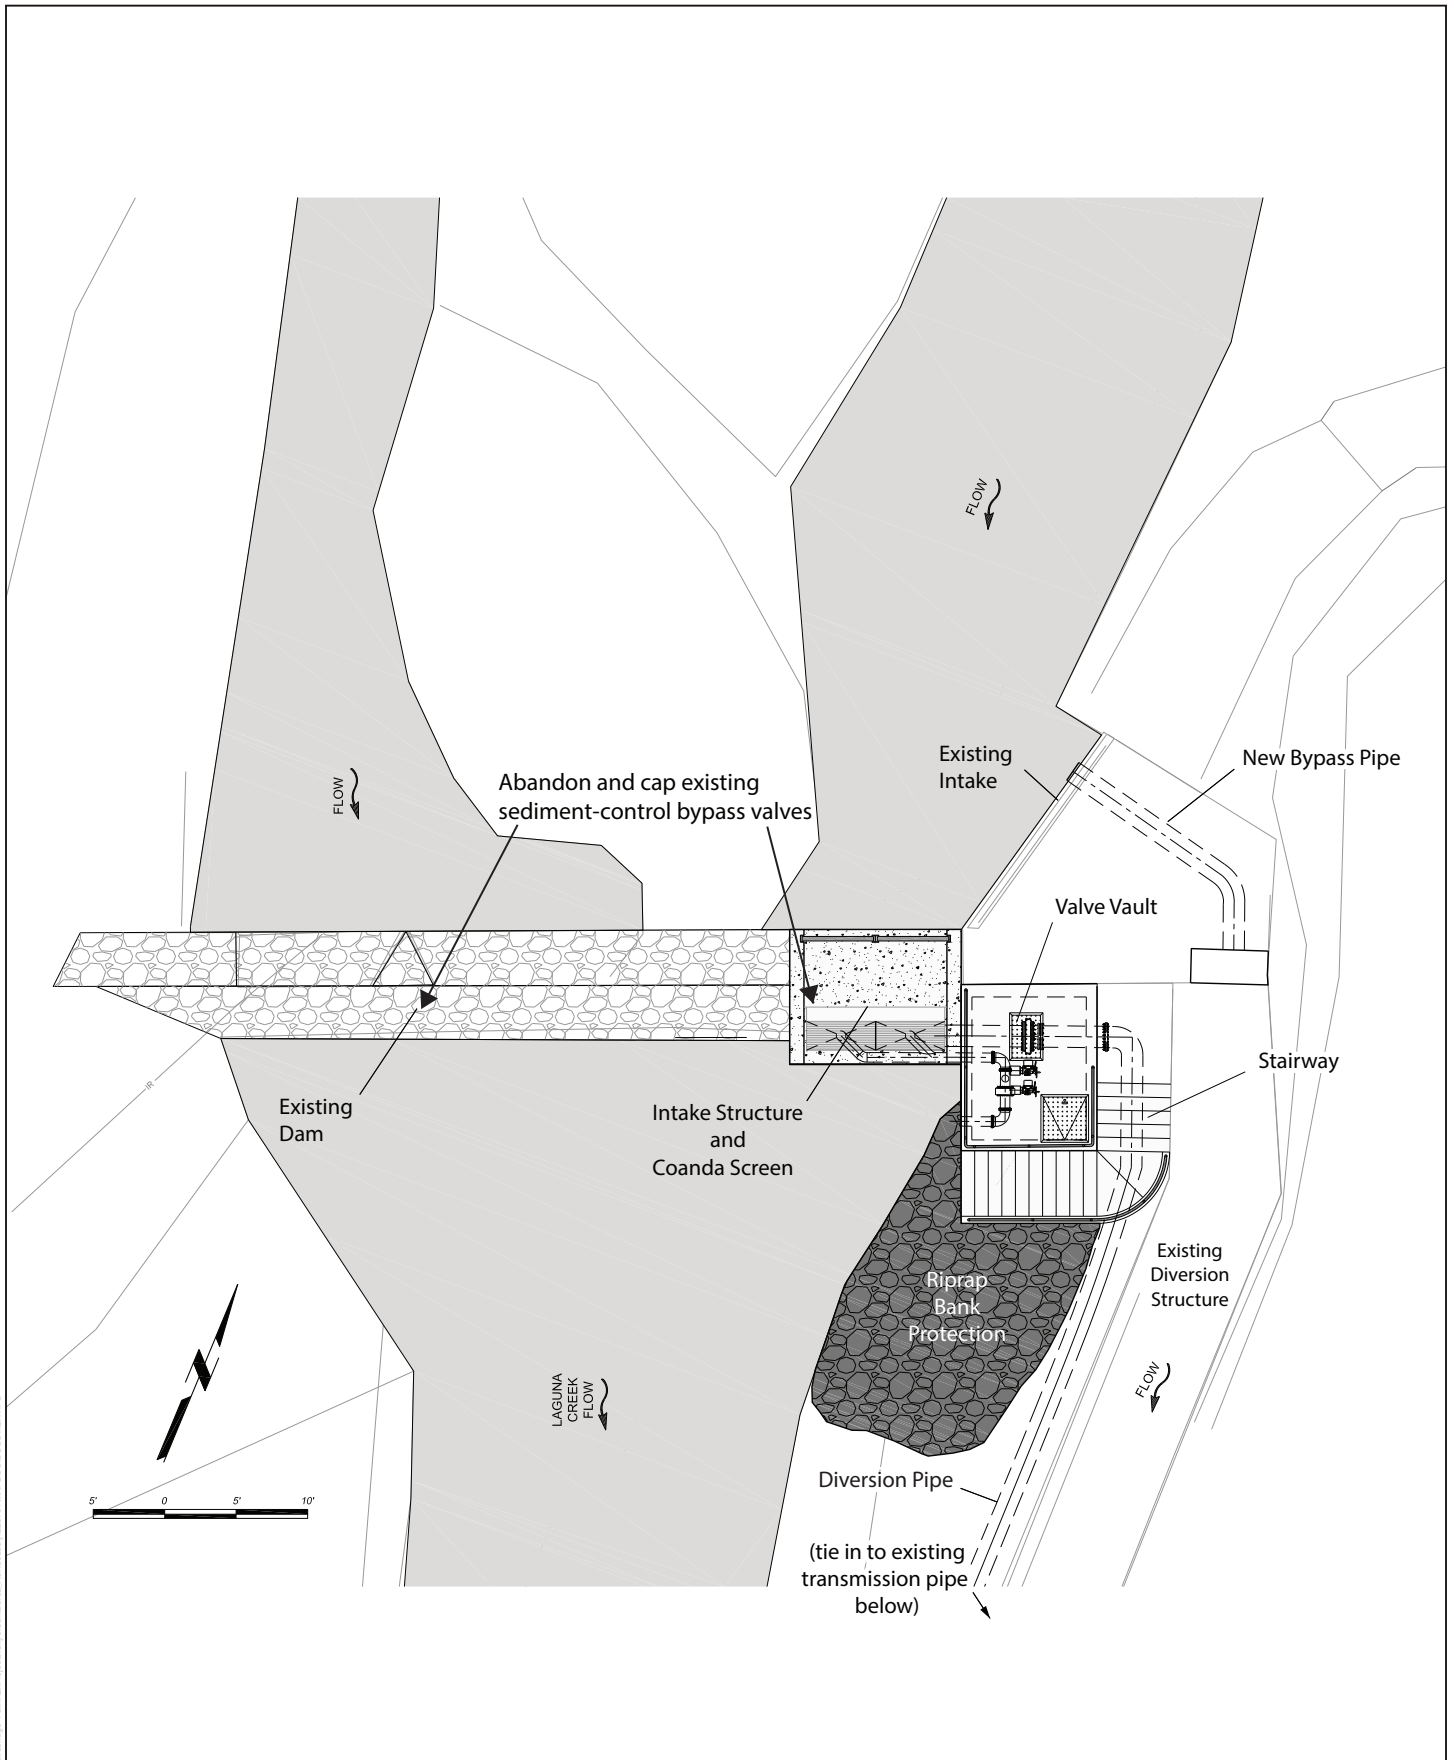 FLOW
FLOW
Existing
Intake
New Bypass Pipe
Abandon and cap existing
sediment-control bypass valves
Valve Vault
Existing
Dam
Intake Structure
and
Coanda Screen
Stairway
IR
Riprap
Bank
Protection
Existing
Diversion
Structure
FLOW
LAGUNA
CREEK
FLOW
Diversion Pipe
(tie in to existing
transmission pipe
below)
5' 0 5' 10'